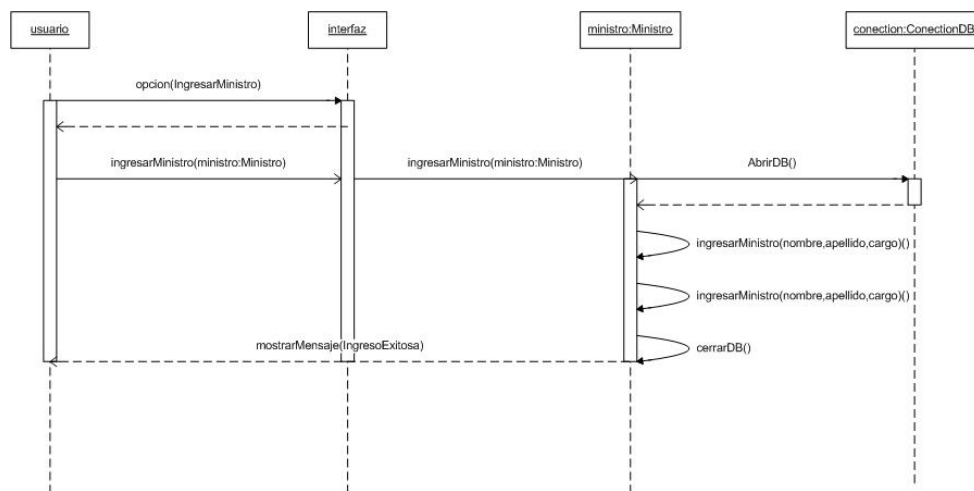 usuario
interfaz
ministro:Ministro
conection:ConectionDB
opcion(IngresarMinistro)
ingresarMinistro(ministro:Ministro)
ingresarMinistro(ministro:Ministro)
AbrirDB()
ingresarMinistro(nombre,apellido,cargo)()
ingresarMinistro(nombre,apellido,cargo)()
mostrarMensaje(IngresoExitosa)
cerrarDB()